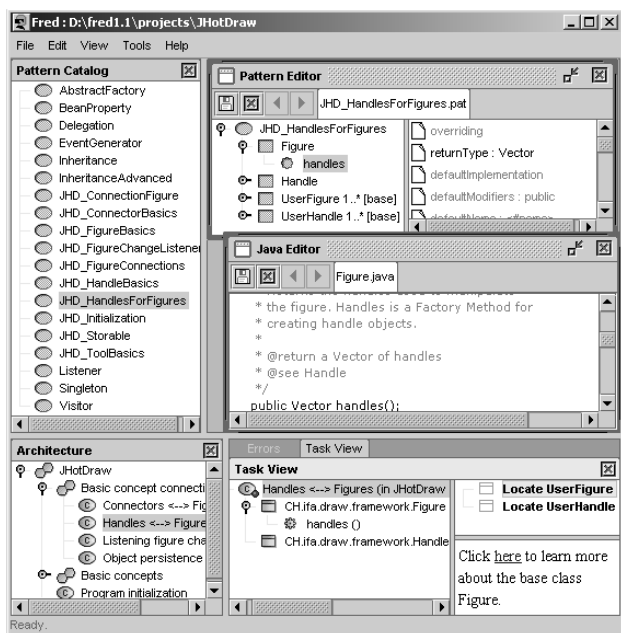 Fred : D:\fred1.1\projects\JHotDraw
File Edit View Tools Help
Pattern Catalog
AbstractFactory
BeanProperty
Delegation
EventGenerator
Inheritance
InheritanceAdvanced
JHD_ConnectionFigure
JHD_ConnectorBasics
JHD_FigureBasics
JHD_FigureChangeListener
JHD_FigureConnections
JHD_HandleBasics
JHD_HandlesForFigures
JHD_Initialization
JHD_Storable
JHD_ToolBasics
Listener
Singleton
Visitor
Pattern Editor
JHD_HandlesForFigures.pat
JHD_HandlesForFigures
Figure
handles
Handle
UserFigure 1..* [base]
UserHandle 1..* [base]
overriding
returnType : Vector
defaultImplementation
defaultModifiers : public
defaultName : <#name>
Java Editor
Figure.java
* the figure. Handles is a Factory Method for
* creating handle objects.
*
* @return a Vector of handles
* @see Handle
*/
public Vector handles();
Architecture
JHotDraw
Basic concept connecti
Connectors <--> Fig
Handles <--> Figure
Listening figure cha
Object persistence
Basic concepts
Program initialization
Errors Task View
Task View
Handles <--> Figures (in JHotDraw
CH.ifa.draw.framework.Figure
handles ()
CH.ifa.draw.framework.Handle
Locate UserFigure
Locate UserHandle
Click here to learn more
about the base class
Figure.
Ready.